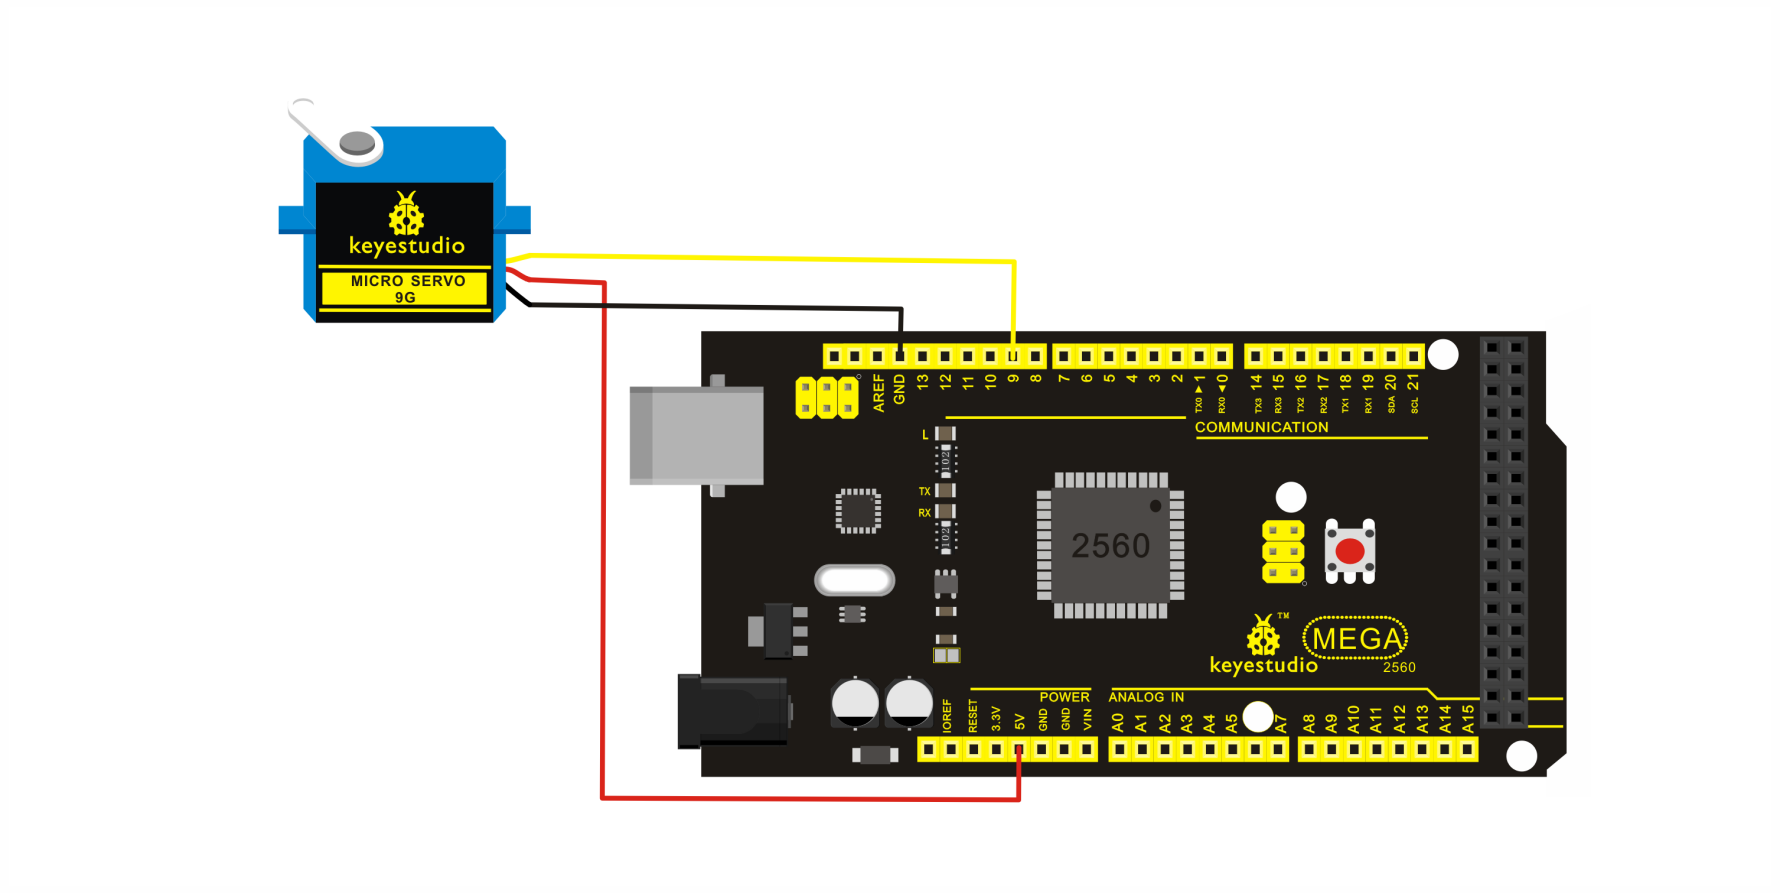 keyestudio
MICRO SERVO
9G
AREF GND 13 12 11 10 9 8 7 6 5 4 3 2 TX0 ▶ 1 RX0 ◀ 0 TX3 14 RX3 15 TX2 16 RX2 17 TX1 18 RX1 19 SDA 20 SCL 21
COMMUNICATION
L
102
TX
RX
102
2560
TM
MEGA
keyestudio
2560
POWER
ANALOG IN
IOREF RESET 3.3V 5V GND GND VIN A0 A1 A2 A3 A4 A5 A7 A8 A9 A10 A11 A12 A13 A14 A15